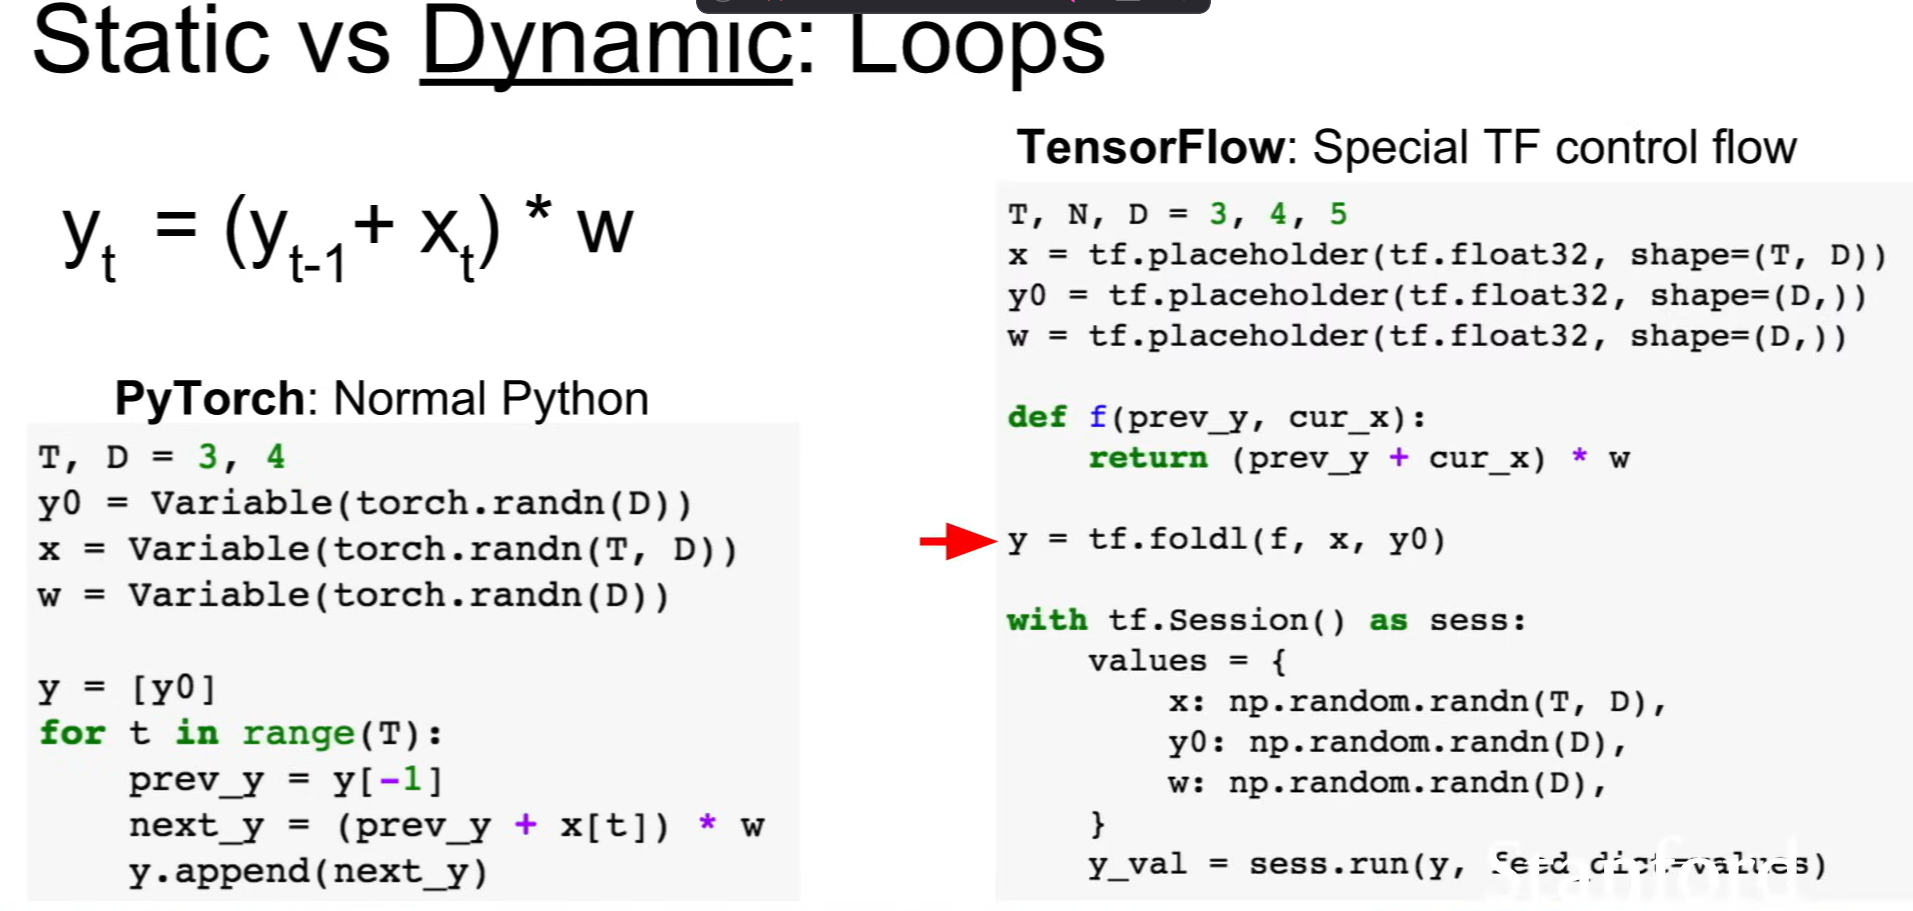 Static vs Dynamic: Loops
y_t = (y_{t-1} + x_t) * w
PyTorch: Normal Python
T, D = 3, 4
y0 = Variable(torch.randn(D))
x = Variable(torch.randn(T, D))
w = Variable(torch.randn(D))

y = [y0]
for t in range(T):
    prev_y = y[-1]
    next_y = (prev_y + x[t]) * w
    y.append(next_y)
TensorFlow: Special TF control flow
T, N, D = 3, 4, 5
x = tf.placeholder(tf.float32, shape=(T, D))
y0 = tf.placeholder(tf.float32, shape=(D,))
w = tf.placeholder(tf.float32, shape=(D,))

def f(prev_y, cur_x):
    return (prev_y + cur_x) * w

y = tf.foldl(f, x, y0)

with tf.Session() as sess:
    values = {
        x: np.random.randn(T, D),
        y0: np.random.randn(D),
        w: np.random.randn(D),
    }
    y_val = sess.run(y, feed_dict=values)
Stanford